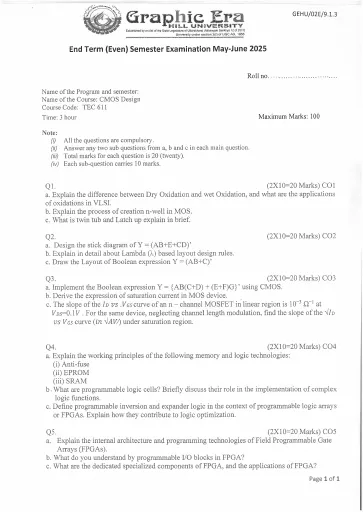 GEHU/02E/9.1.3
Graphic Era
HILL UNIVERSITY
End Term (Even) Semester Examination May-June 2025
Roll no.............................
Name of the Program and semester:
Name of the Course: CMOS Design
Course Code: TEC 611
Time: 3 hour Maximum Marks: 100
Note:
(i) All the questions are compulsory.
(ii) Answer any two sub questions from a, b and c in each main question.
(iii) Total marks for each question is 20 (twenty).
(iv) Each sub-question carries 10 marks.
Q1. (2X10=20 Marks) CO1
a. Explain the difference between Dry Oxidation and wet Oxidation, and what are the applications
of oxidations in VLSI.
b. Explain the process of creation n-well in MOS.
c. What is twin tub and Latch up explain in brief.
Q2. (2X10=20 Marks) CO2
a. Design the stick diagram of Y = (AB+E+CD)'
b. Explain in detail about Lambda (λ) based layout design rules.
c. Draw the Layout of Boolean expression Y = (AB+C)'
Q3. (2X10=20 Marks) CO3
a. Implement the Boolean expression Y = {AB(C+D) + (E+F)G}' using CMOS.
b. Derive the expression of saturation current in MOS device.
c. The slope of the ID vs .VGS curve of an n – channel MOSFET in linear region is 10⁻³ Ω⁻¹ at
VDS=0.1V . For the same device, neglecting channel length modulation, find the slope of the √ID
vs VGS curve (in √A/V) under saturation region.
Q4. (2X10=20 Marks) CO4
a. Explain the working principles of the following memory and logic technologies:
(i) Anti-fuse
(ii) EPROM
(iii) SRAM
b. What are programmable logic cells? Briefly discuss their role in the implementation of complex
logic functions.
c. Define programmable inversion and expander logic in the context of programmable logic arrays
or FPGAs. Explain how they contribute to logic optimization.
Q5. (2X10=20 Marks) CO5
a. Explain the internal architecture and programming technologies of Field Programmable Gate
Arrays (FPGAs).
b. What do you understand by programmable I/O blocks in FPGA?
c. What are the dedicated specialized components of FPGA, and the applications of FPGA?
Page 1 of 1